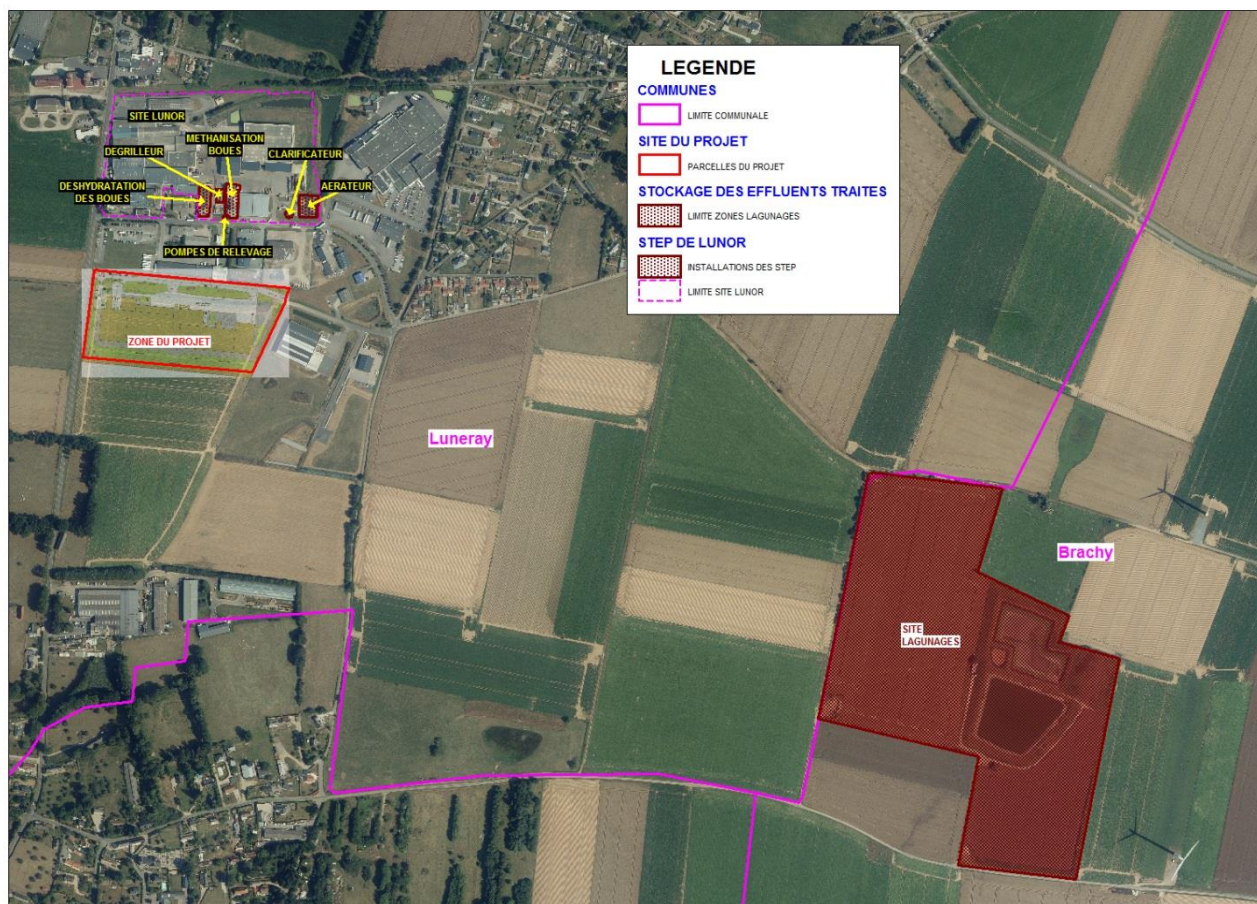 LEGENDE
COMMUNES
LIMITE COMMUNALE
SITE DU PROJET
PARCELLES DU PROJET
STOCKAGE DES EFFLUENTS TRAITES
LIMITE ZONES LAGUNAGES
STEP DE LUNOR
INSTALLATIONS DES STEP
LIMITE SITE LUNOR
SITE LUNOR
METHANISATION
BOUES
DEGRILLEUR
CLARIFICATEUR
DESHYDRATATION
DES BOUES
AERATEUR
POMPES DE RELEVAGE
ZONE DU PROJET
Luneray
Brachy
SITE
LAGUNAGES